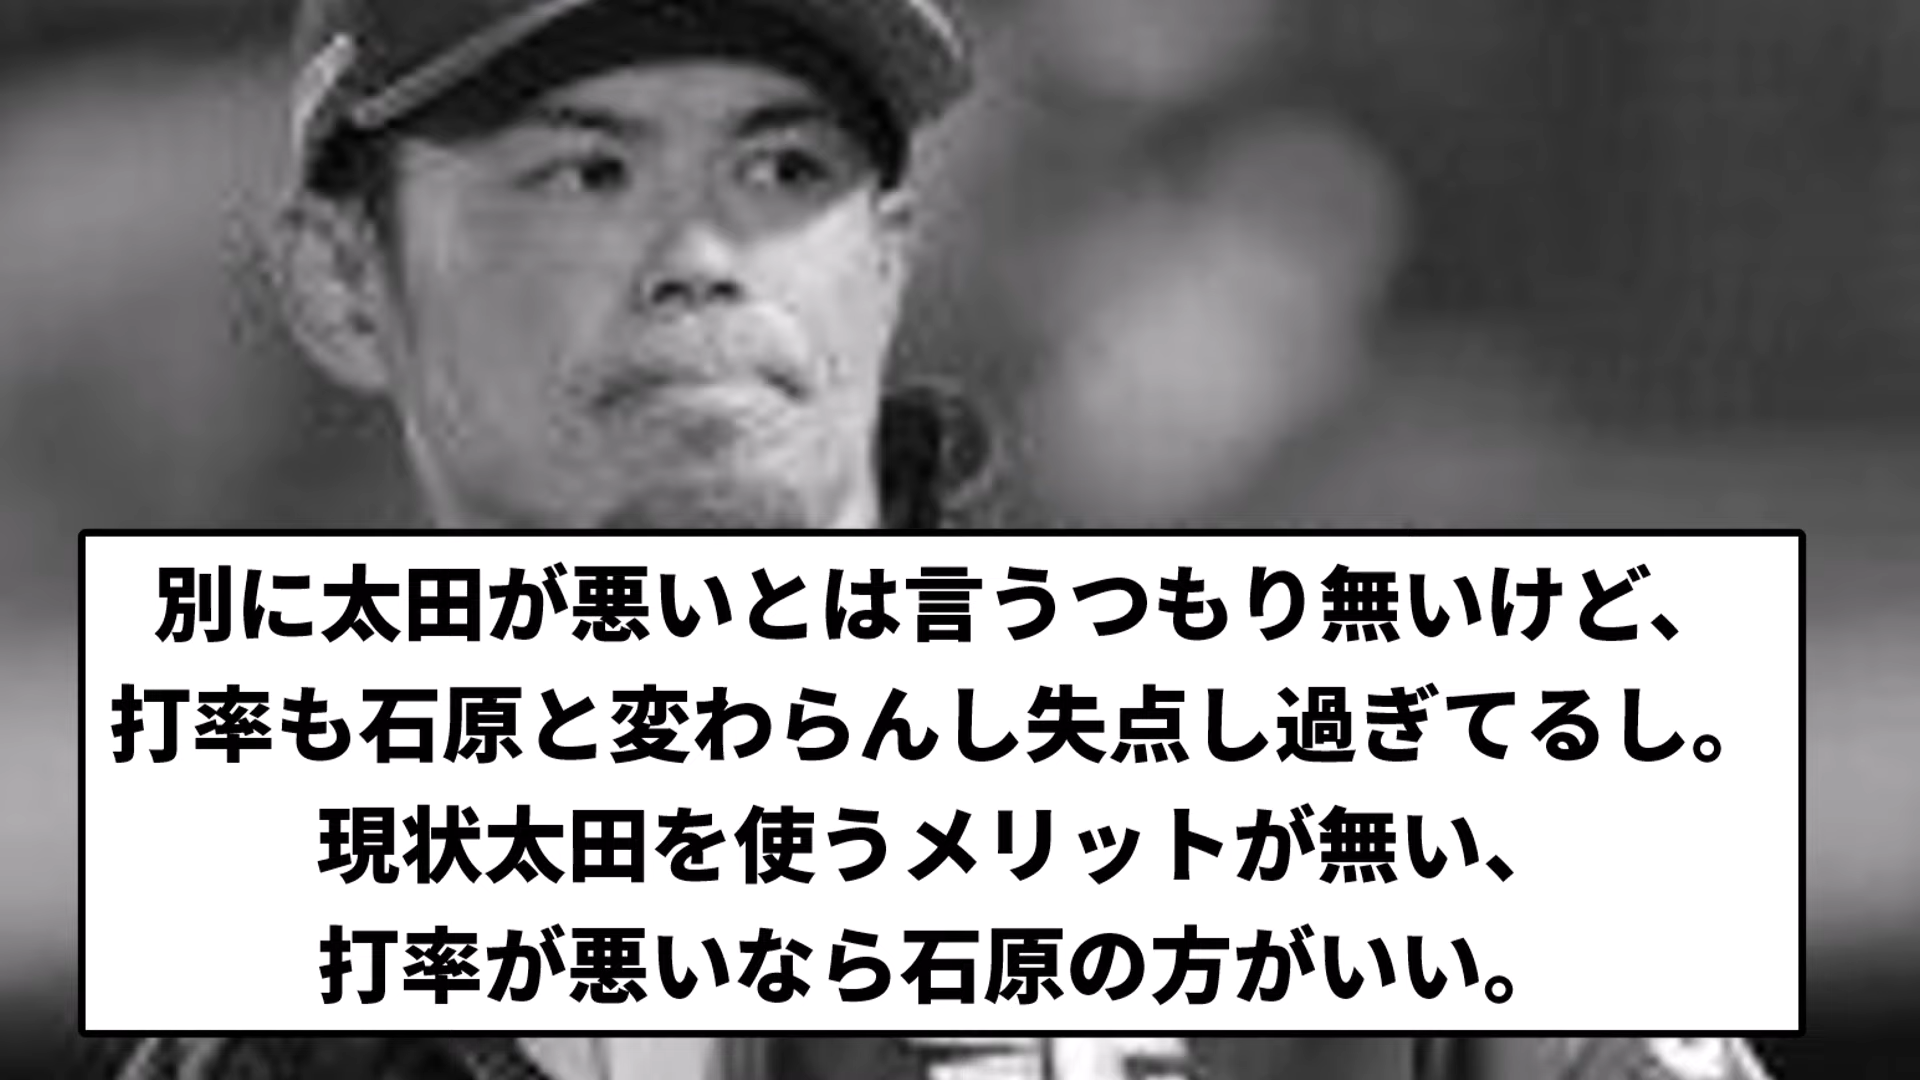 別に太田が悪いとは言うつもり無いけど、
打率も石原と変わらんし失点し過ぎてるし。
現状太田を使うメリットが無い、
打率が悪いなら石原の方がいい。